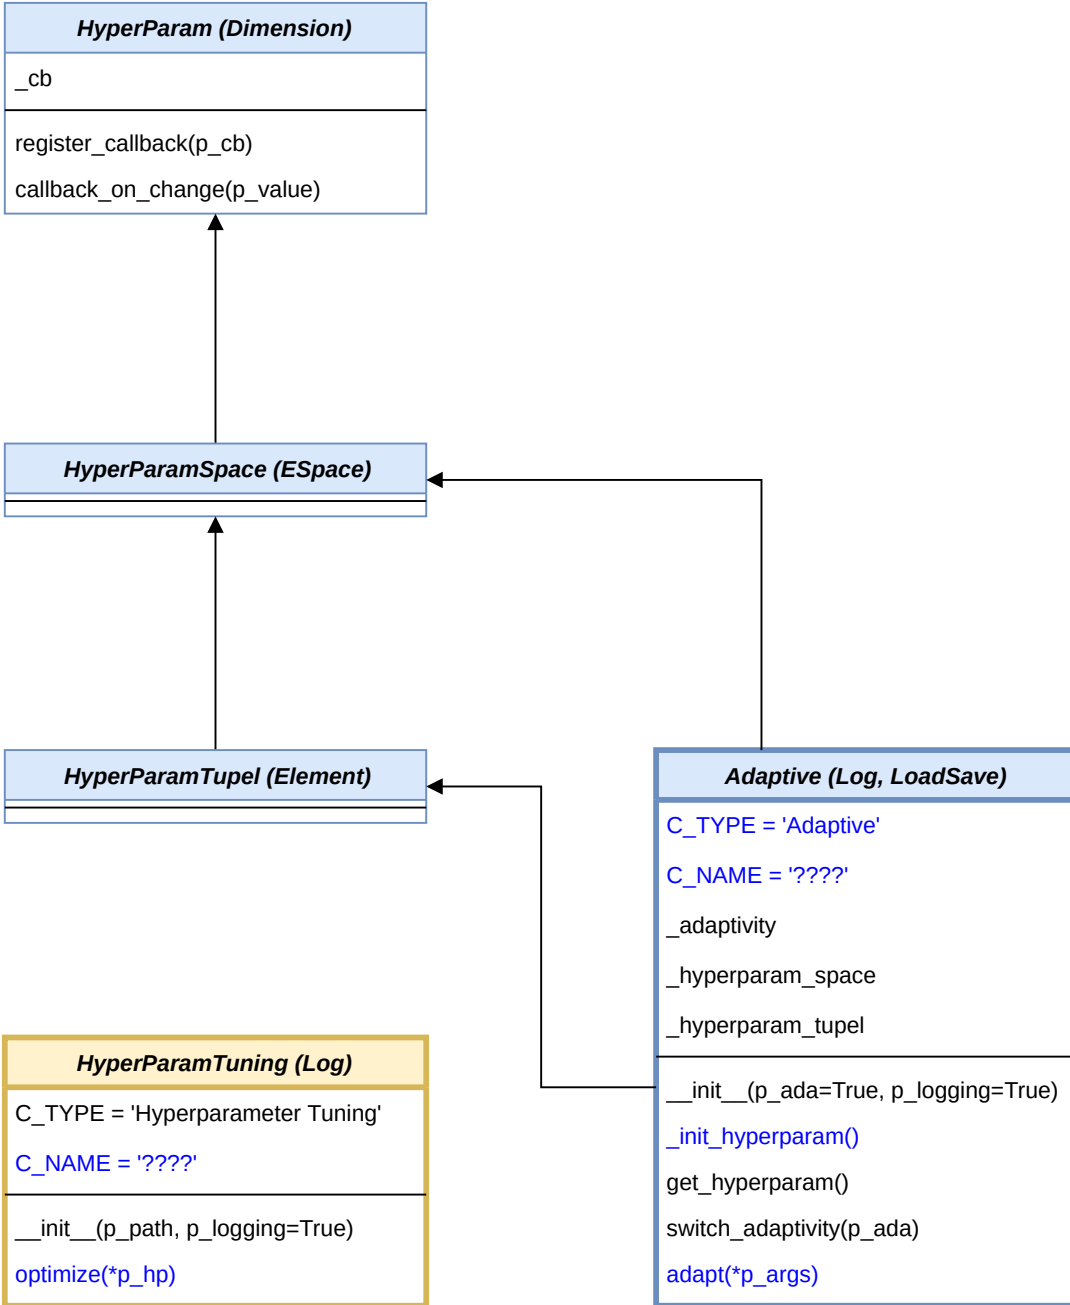 HyperParam (Dimension)
_cb
register_callback(p_cb)
callback_on_change(p_value)
HyperParamSpace (ESpace)
HyperParamTupel (Element)
Adaptive (Log, LoadSave)
C_TYPE = 'Adaptive'
C_NAME = '????'
_adaptivity
_hyperparam_space
_hyperparam_tupel
__init__(p_ada=True, p_logging=True)
_init_hyperparam()
get_hyperparam()
switch_adaptivity(p_ada)
adapt(*p_args)
HyperParamTuning (Log)
C_TYPE = 'Hyperparameter Tuning'
C_NAME = '????'
__init__(p_path, p_logging=True)
optimize(*p_hp)